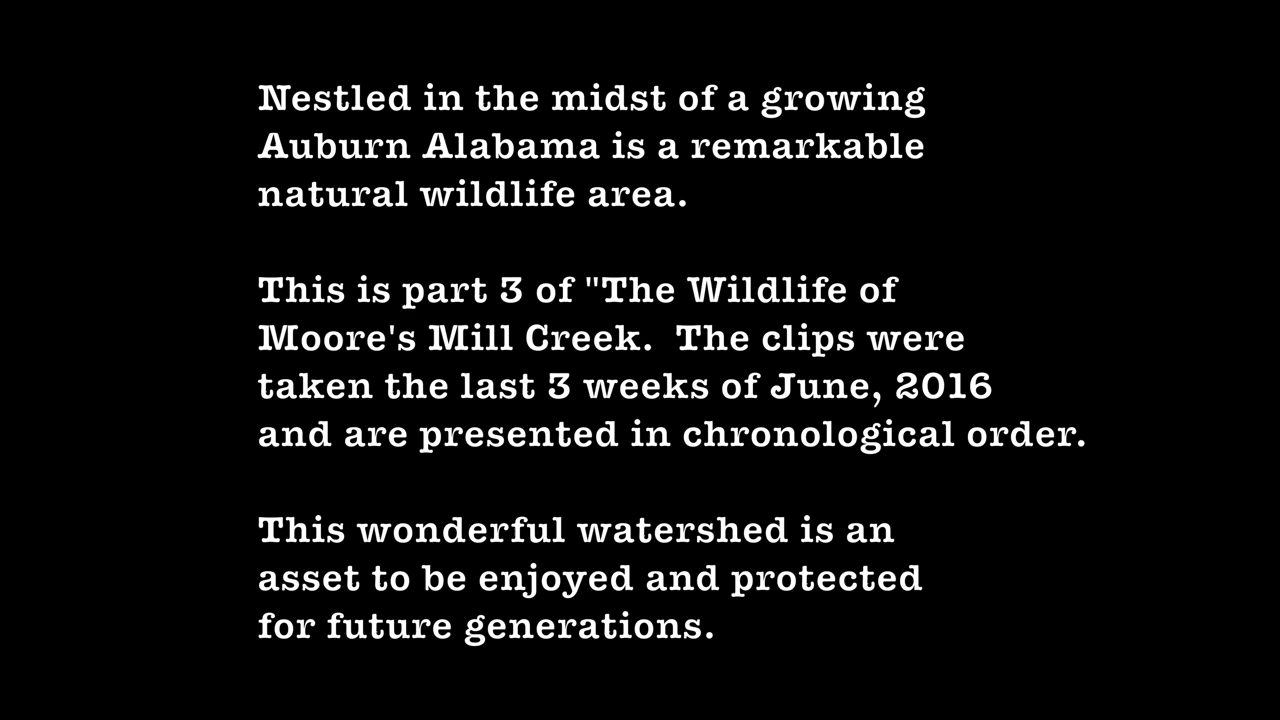 Nestled in the midst of a growing
Auburn Alabama is a remarkable
natural wildlife area.
This is part 3 of "The Wildlife of
Moore's Mill Creek.  The clips were
taken the last 3 weeks of June, 2016
and are presented in chronological order.
This wonderful watershed is an
asset to be enjoyed and protected
for future generations.